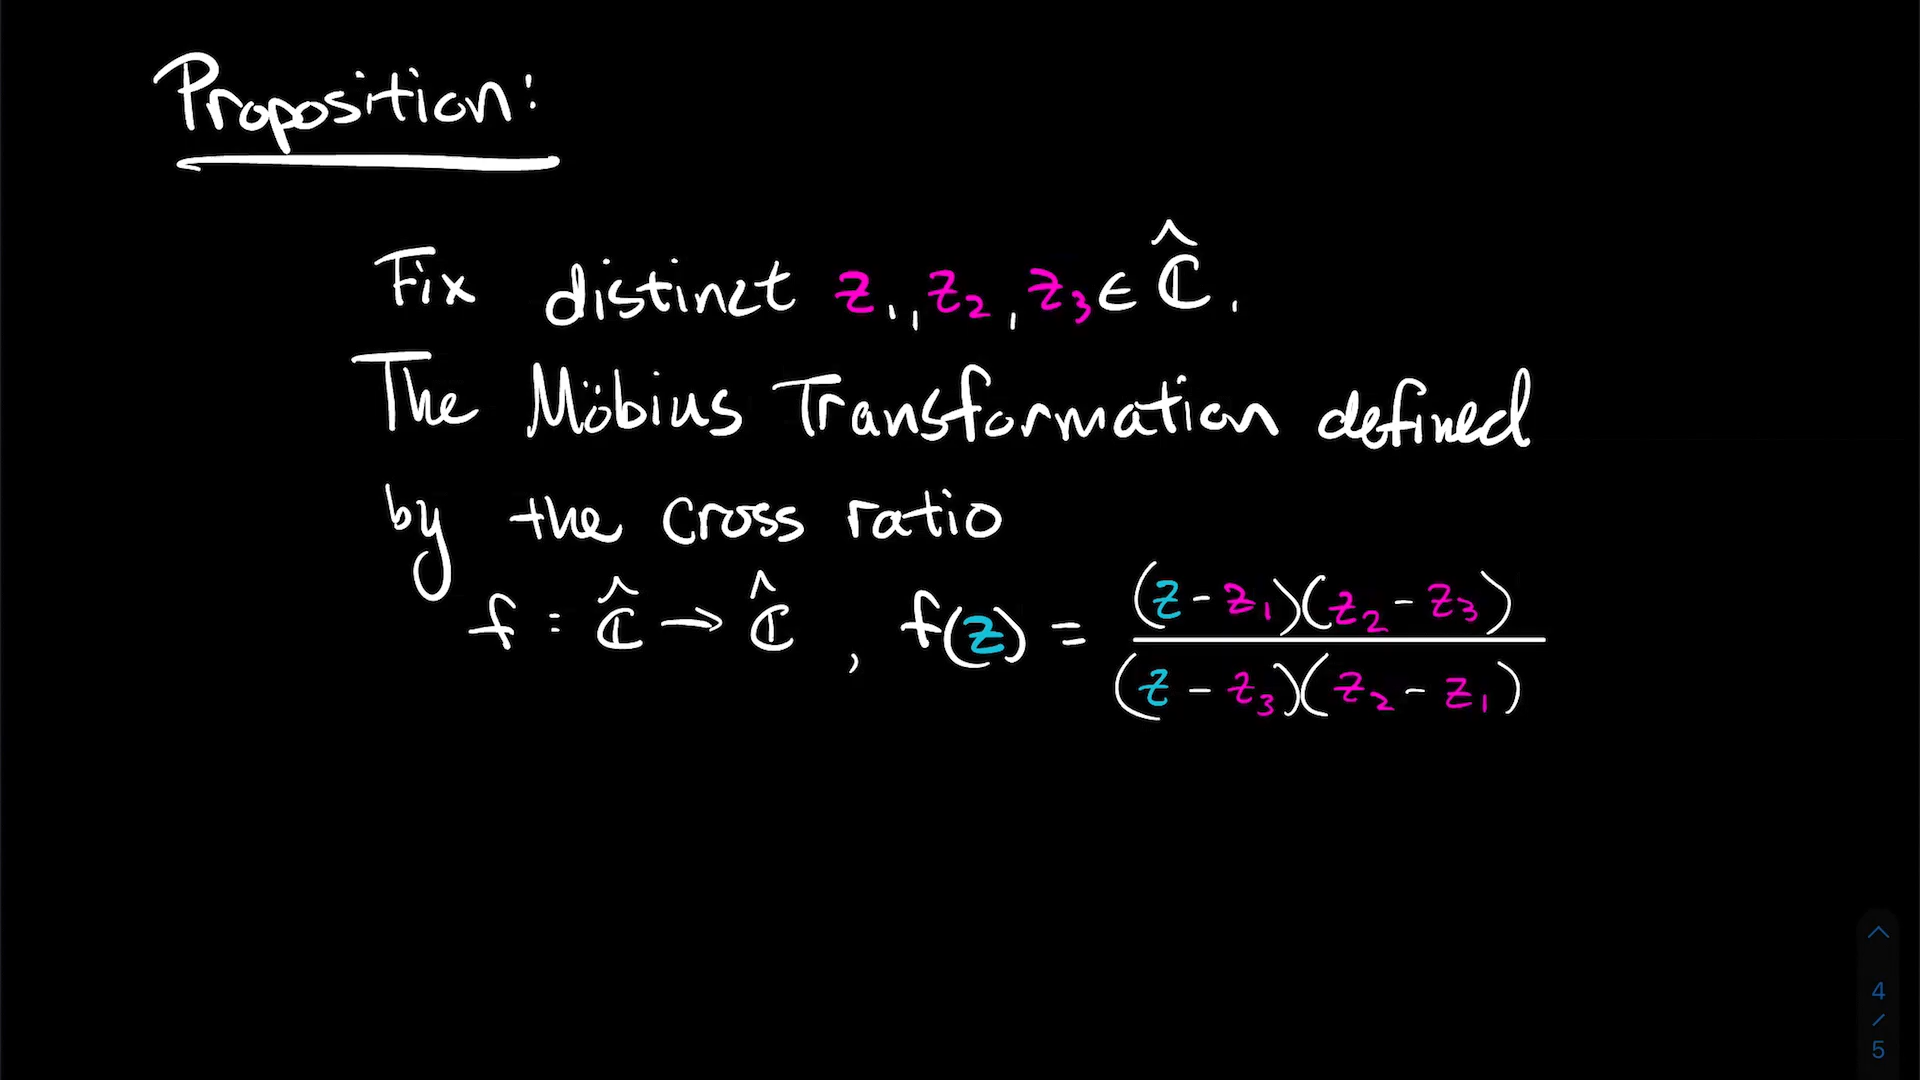 Proposition:
Fix distinct z₁, z₂, z₃ ∈ Ĉ.
The Möbius Transformation defined
by the cross ratio
f : Ĉ → Ĉ , f(z) = (z - z₁)(z₂ - z₃) / (z - z₃)(z₂ - z₁)
4
/
5